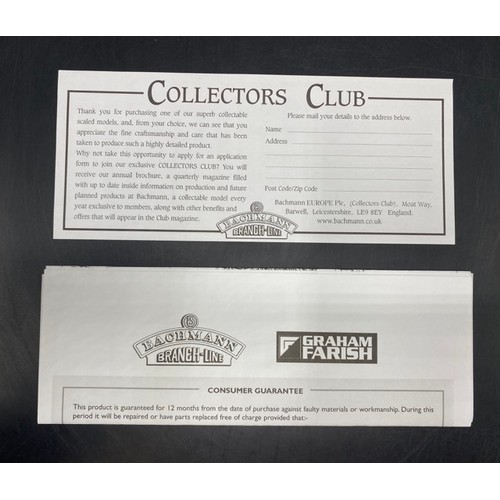 COLLECTORS CLUB
Thank you for purchasing one of our superb collectable
scaled models, and, from your choice, we can see that you
appreciate the fine craftsmanship and care that has been
taken to produce such a highly detailed product.
Why not take this opportunity to apply for an application
form to join our exclusive COLLECTORS CLUB? You will
receive our annual brochure, a quarterly magazine filled
with up to date inside information on production and future
planned products at Bachmann, a collectable model every
year exclusive to members, along with other benefits and
offers that will appear in the Club magazine.
Please mail your details to the address below.
Name
Address
Post Code/Zip Code
Bachmann EUROPE Plc, (Collectors Club), Moat Way,
Barwell, Leicestershire, LE9 8EY England.
www.bachmann.co.uk
BACHMANN
BRANCH-LINE
BACHMANN
BRANCH-LINE
GRAHAM
FARISH
CONSUMER GUARANTEE
This product is guaranteed for 12 months from the date of purchase against faulty materials or workmanship. During this
period it will be repaired or have parts replaced free of charge provided that:-